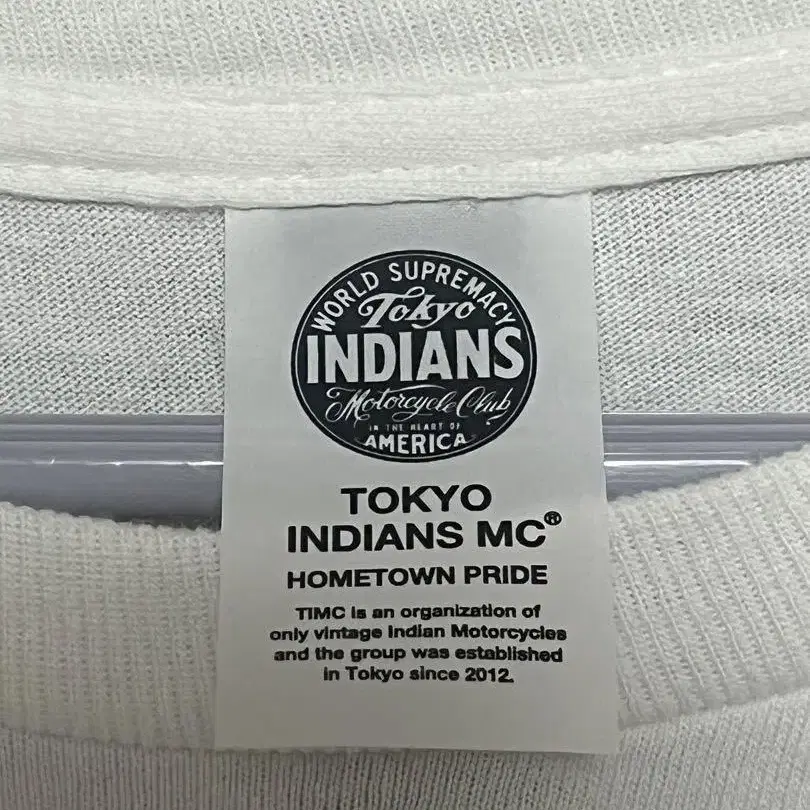 WORLD SUPREMACY
Tokyo
INDIANS
Motorcycle Club
IN THE HEART OF
AMERICA
TOKYO
INDIANS MC®
HOMETOWN PRIDE
TIMC is an organization of
only vintage Indian Motorcycles
and the group was established
in Tokyo since 2012.